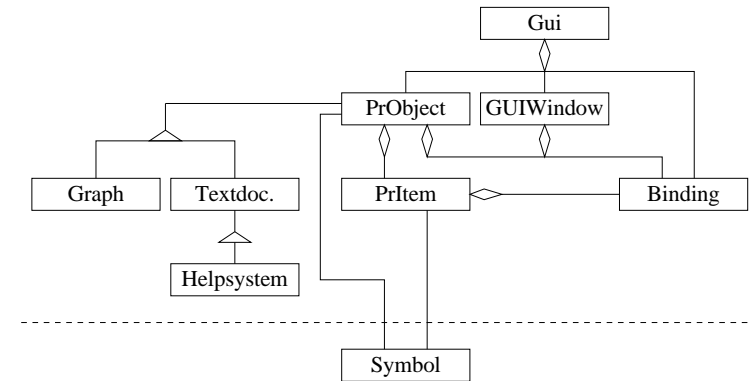 Gui
PrObject
GUIWindow
Graph
Textdoc.
PrItem
Binding
Helpsystem
Symbol